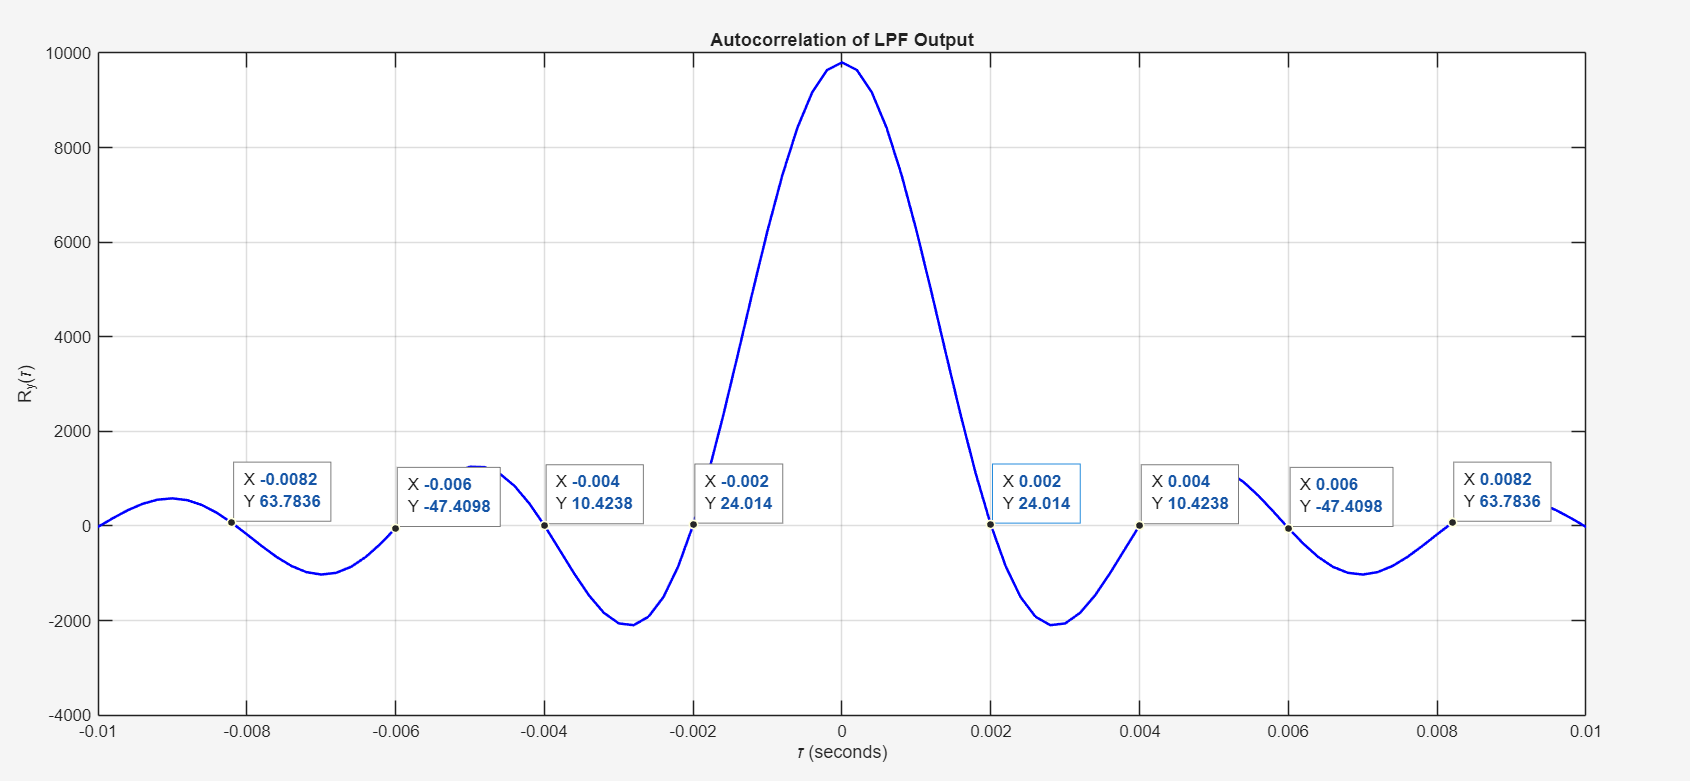 Autocorrelation of LPF Output
10000
8000
6000
4000
2000
0
-2000
-4000
R_y(τ)
X -0.0082
Y 63.7836
X -0.006
Y -47.4098
X -0.004
Y 10.4238
X -0.002
Y 24.014
X 0.002
Y 24.014
X 0.004
Y 10.4238
X 0.006
Y -47.4098
X 0.0082
Y 63.7836
-0.01 -0.008 -0.006 -0.004 -0.002 0 0.002 0.004 0.006 0.008 0.01
τ (seconds)